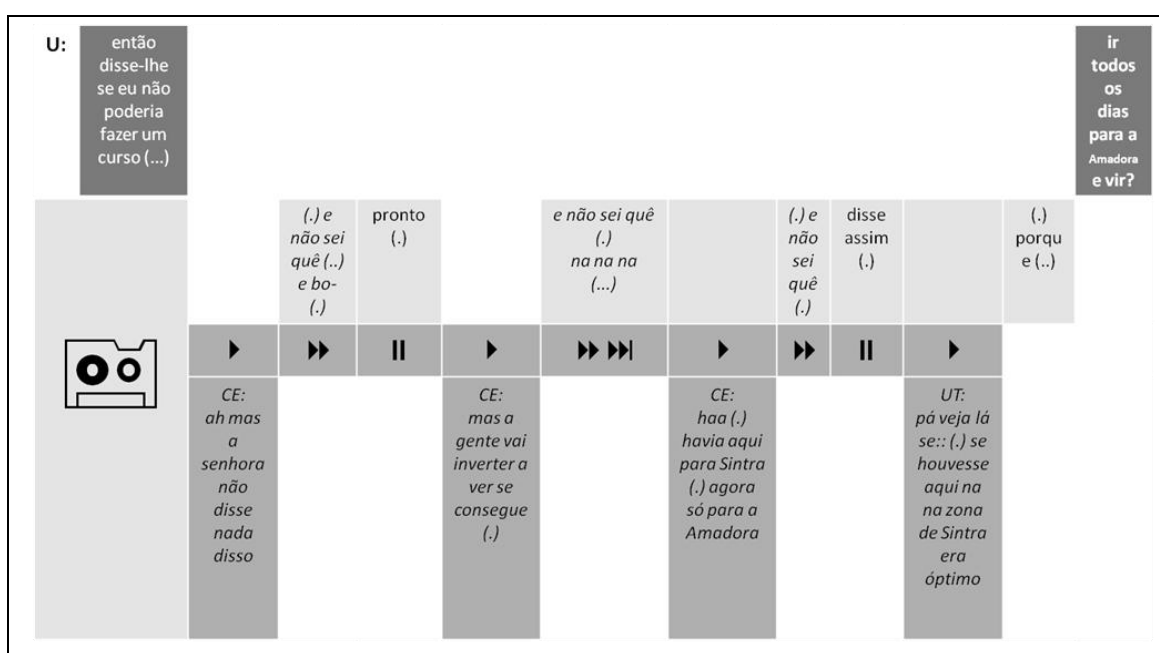 U:
então
disse-lhe
se eu não
poderia
fazer um
curso (...)
ir
todos
os
dias
para a
Amadora
e vir?
(.) e
não sei
quê (..)
e bo-
(.)
pronto
(.)
e não sei quê
(.)
na na na
(...)
(.) e
não
sei
quê
(.)
disse
assim
(.)
(.)
porqu
e (..)
CE:
ah mas
a
senhora
não
disse
nada
disso
CE:
mas a
gente vai
inverter a
ver se
consegue
(.)
CE:
haa (.)
havia aqui
para Sintra
(.) agora
só para a
Amadora
UT:
pá veja lá
se:: (.) se
houvesse
aqui na
na zona
de Sintra
era
óptimo